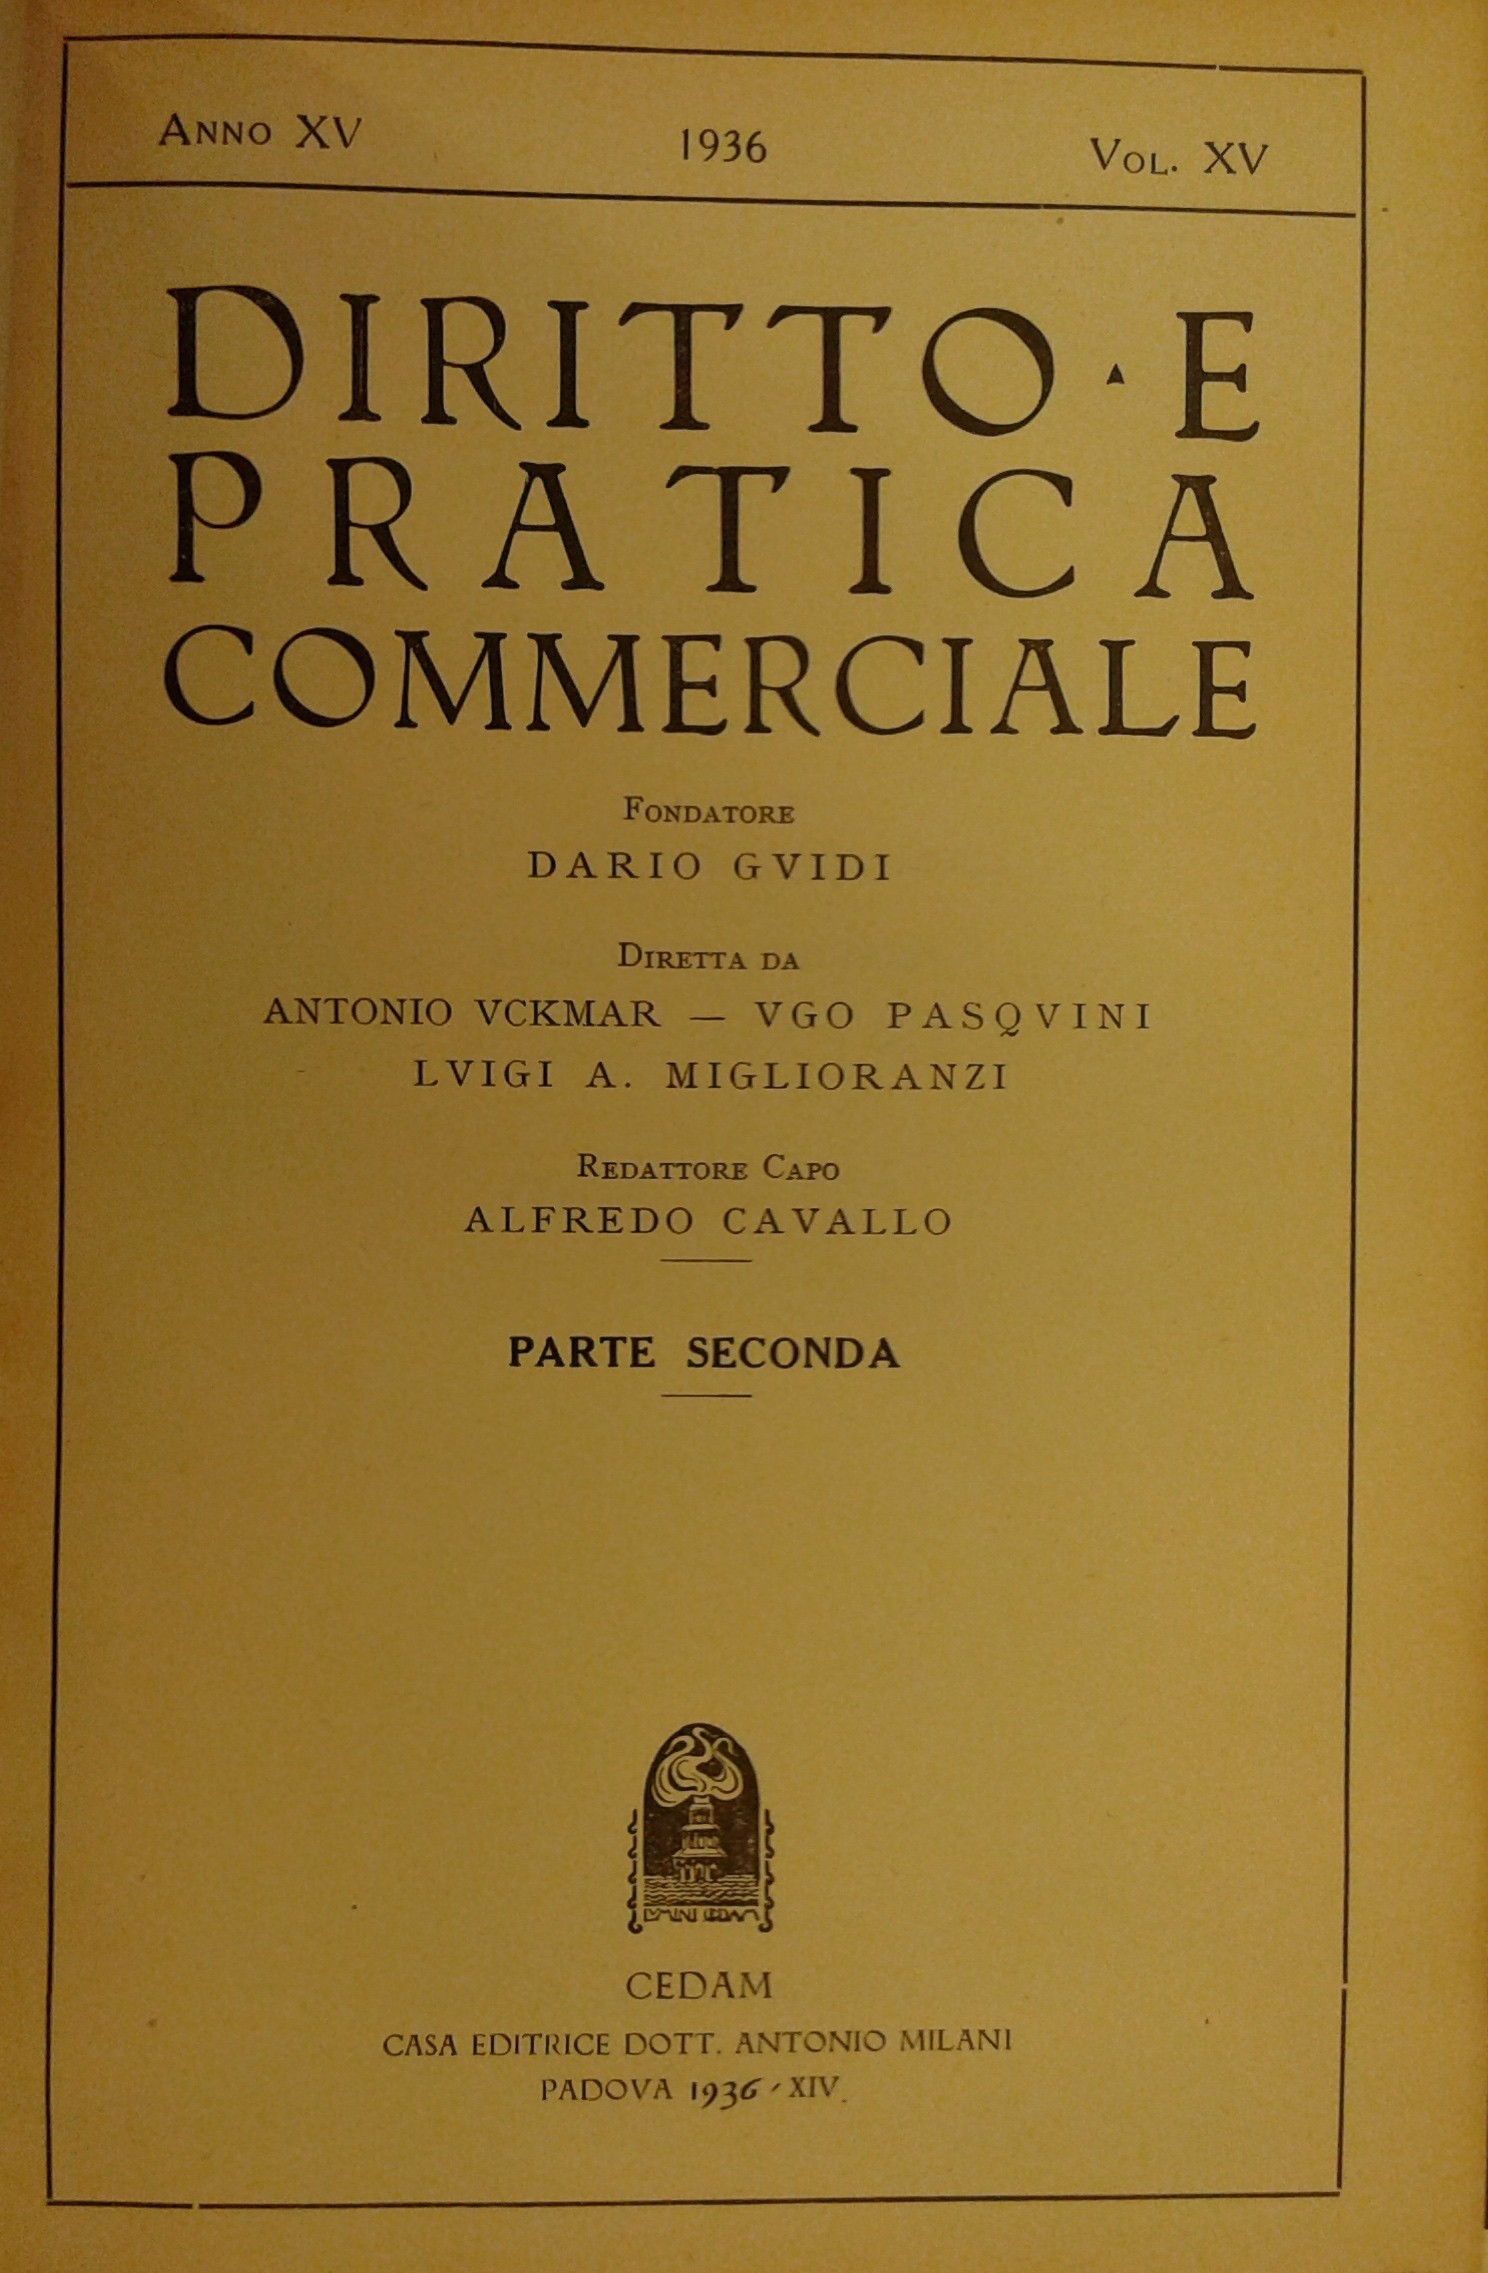 ANNO XV 1936 VOL. XV
DIRITTO · E
PRATICA
COMMERCIALE
FONDATORE
DARIO GVIDI
DIRETTA DA
ANTONIO VCKMAR — VGO PASQVINI
LVIGI A. MIGLIORANZI
REDATTORE CAPO
ALFREDO CAVALLO
PARTE SECONDA
CEDAM
CASA EDITRICE DOTT. ANTONIO MILANI
PADOVA 1936 - XIV